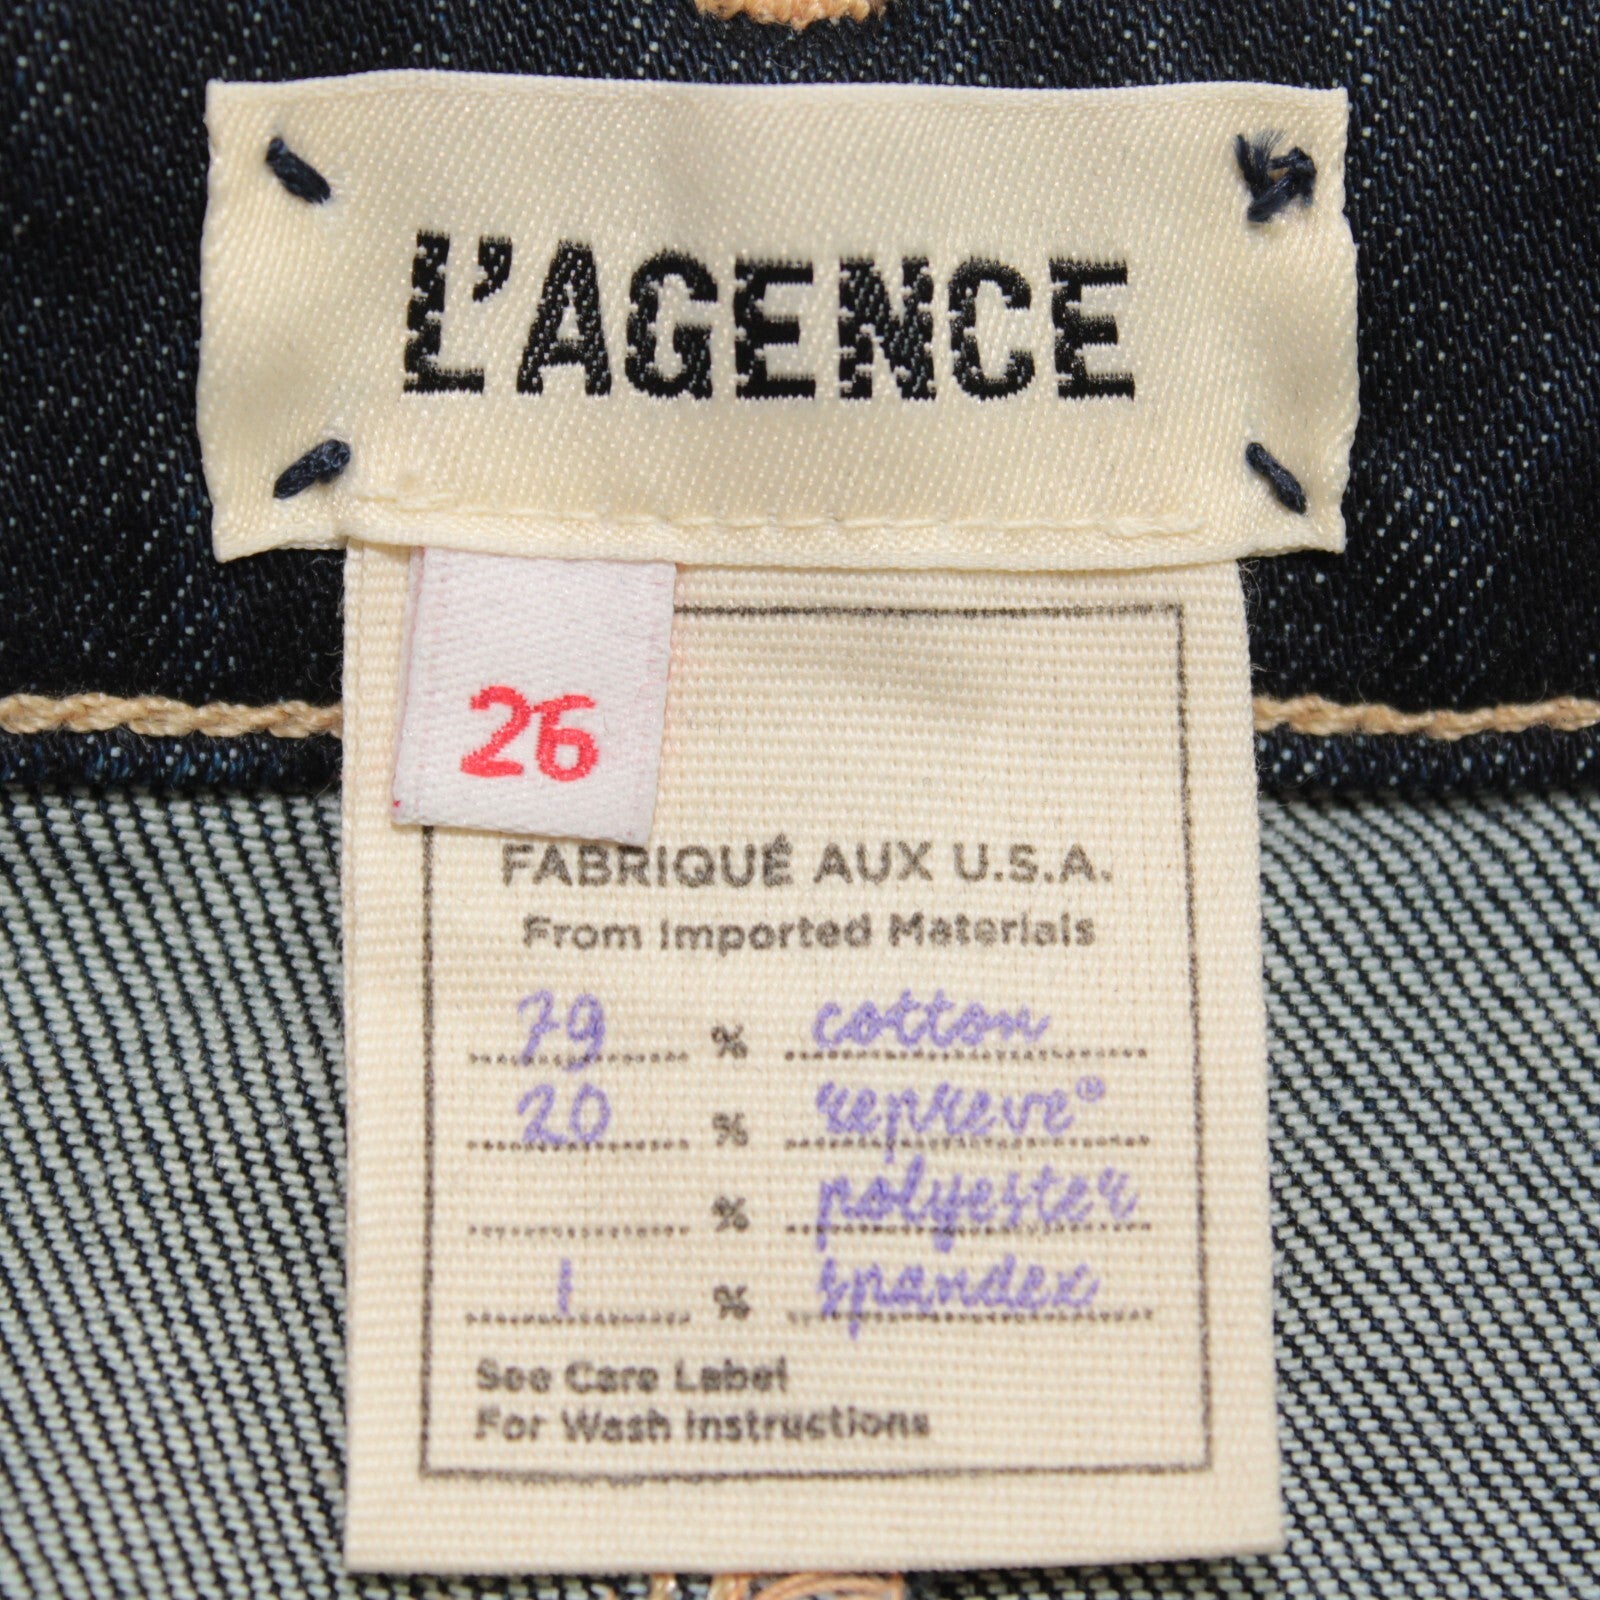 L'AGENCE
26
FABRIQUÉ AUX U.S.A.
From Imported Materials
79 % cotton
20 % repreve®
% polyester
1 % spandex
See Care Label
For Wash Instructions